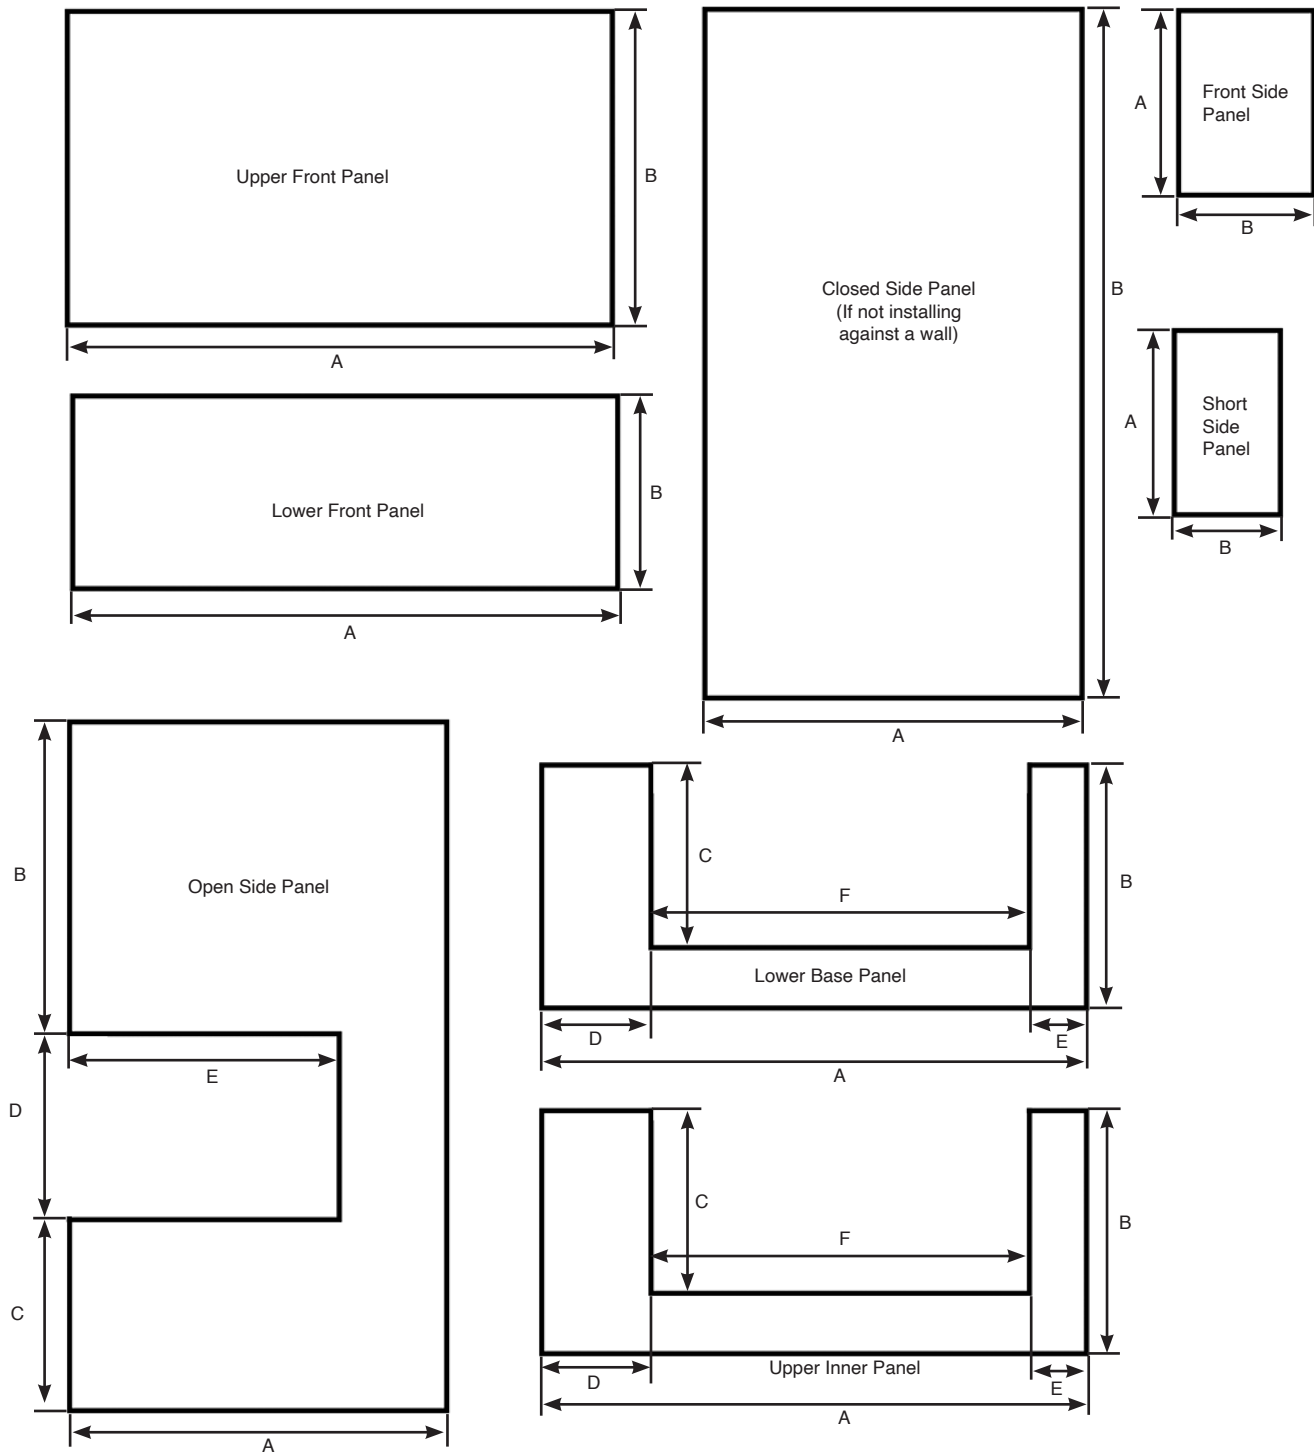 Upper Front Panel
B
A
Lower Front Panel
B
A
Closed Side Panel
(If not installing
against a wall)
B
A
A
Front Side
Panel
B
A
Short
Side
Panel
B
B
Open Side Panel
E
D
C
A
C
B
F
Lower Base Panel
D
E
A
C
B
F
Upper Inner Panel
D
E
A